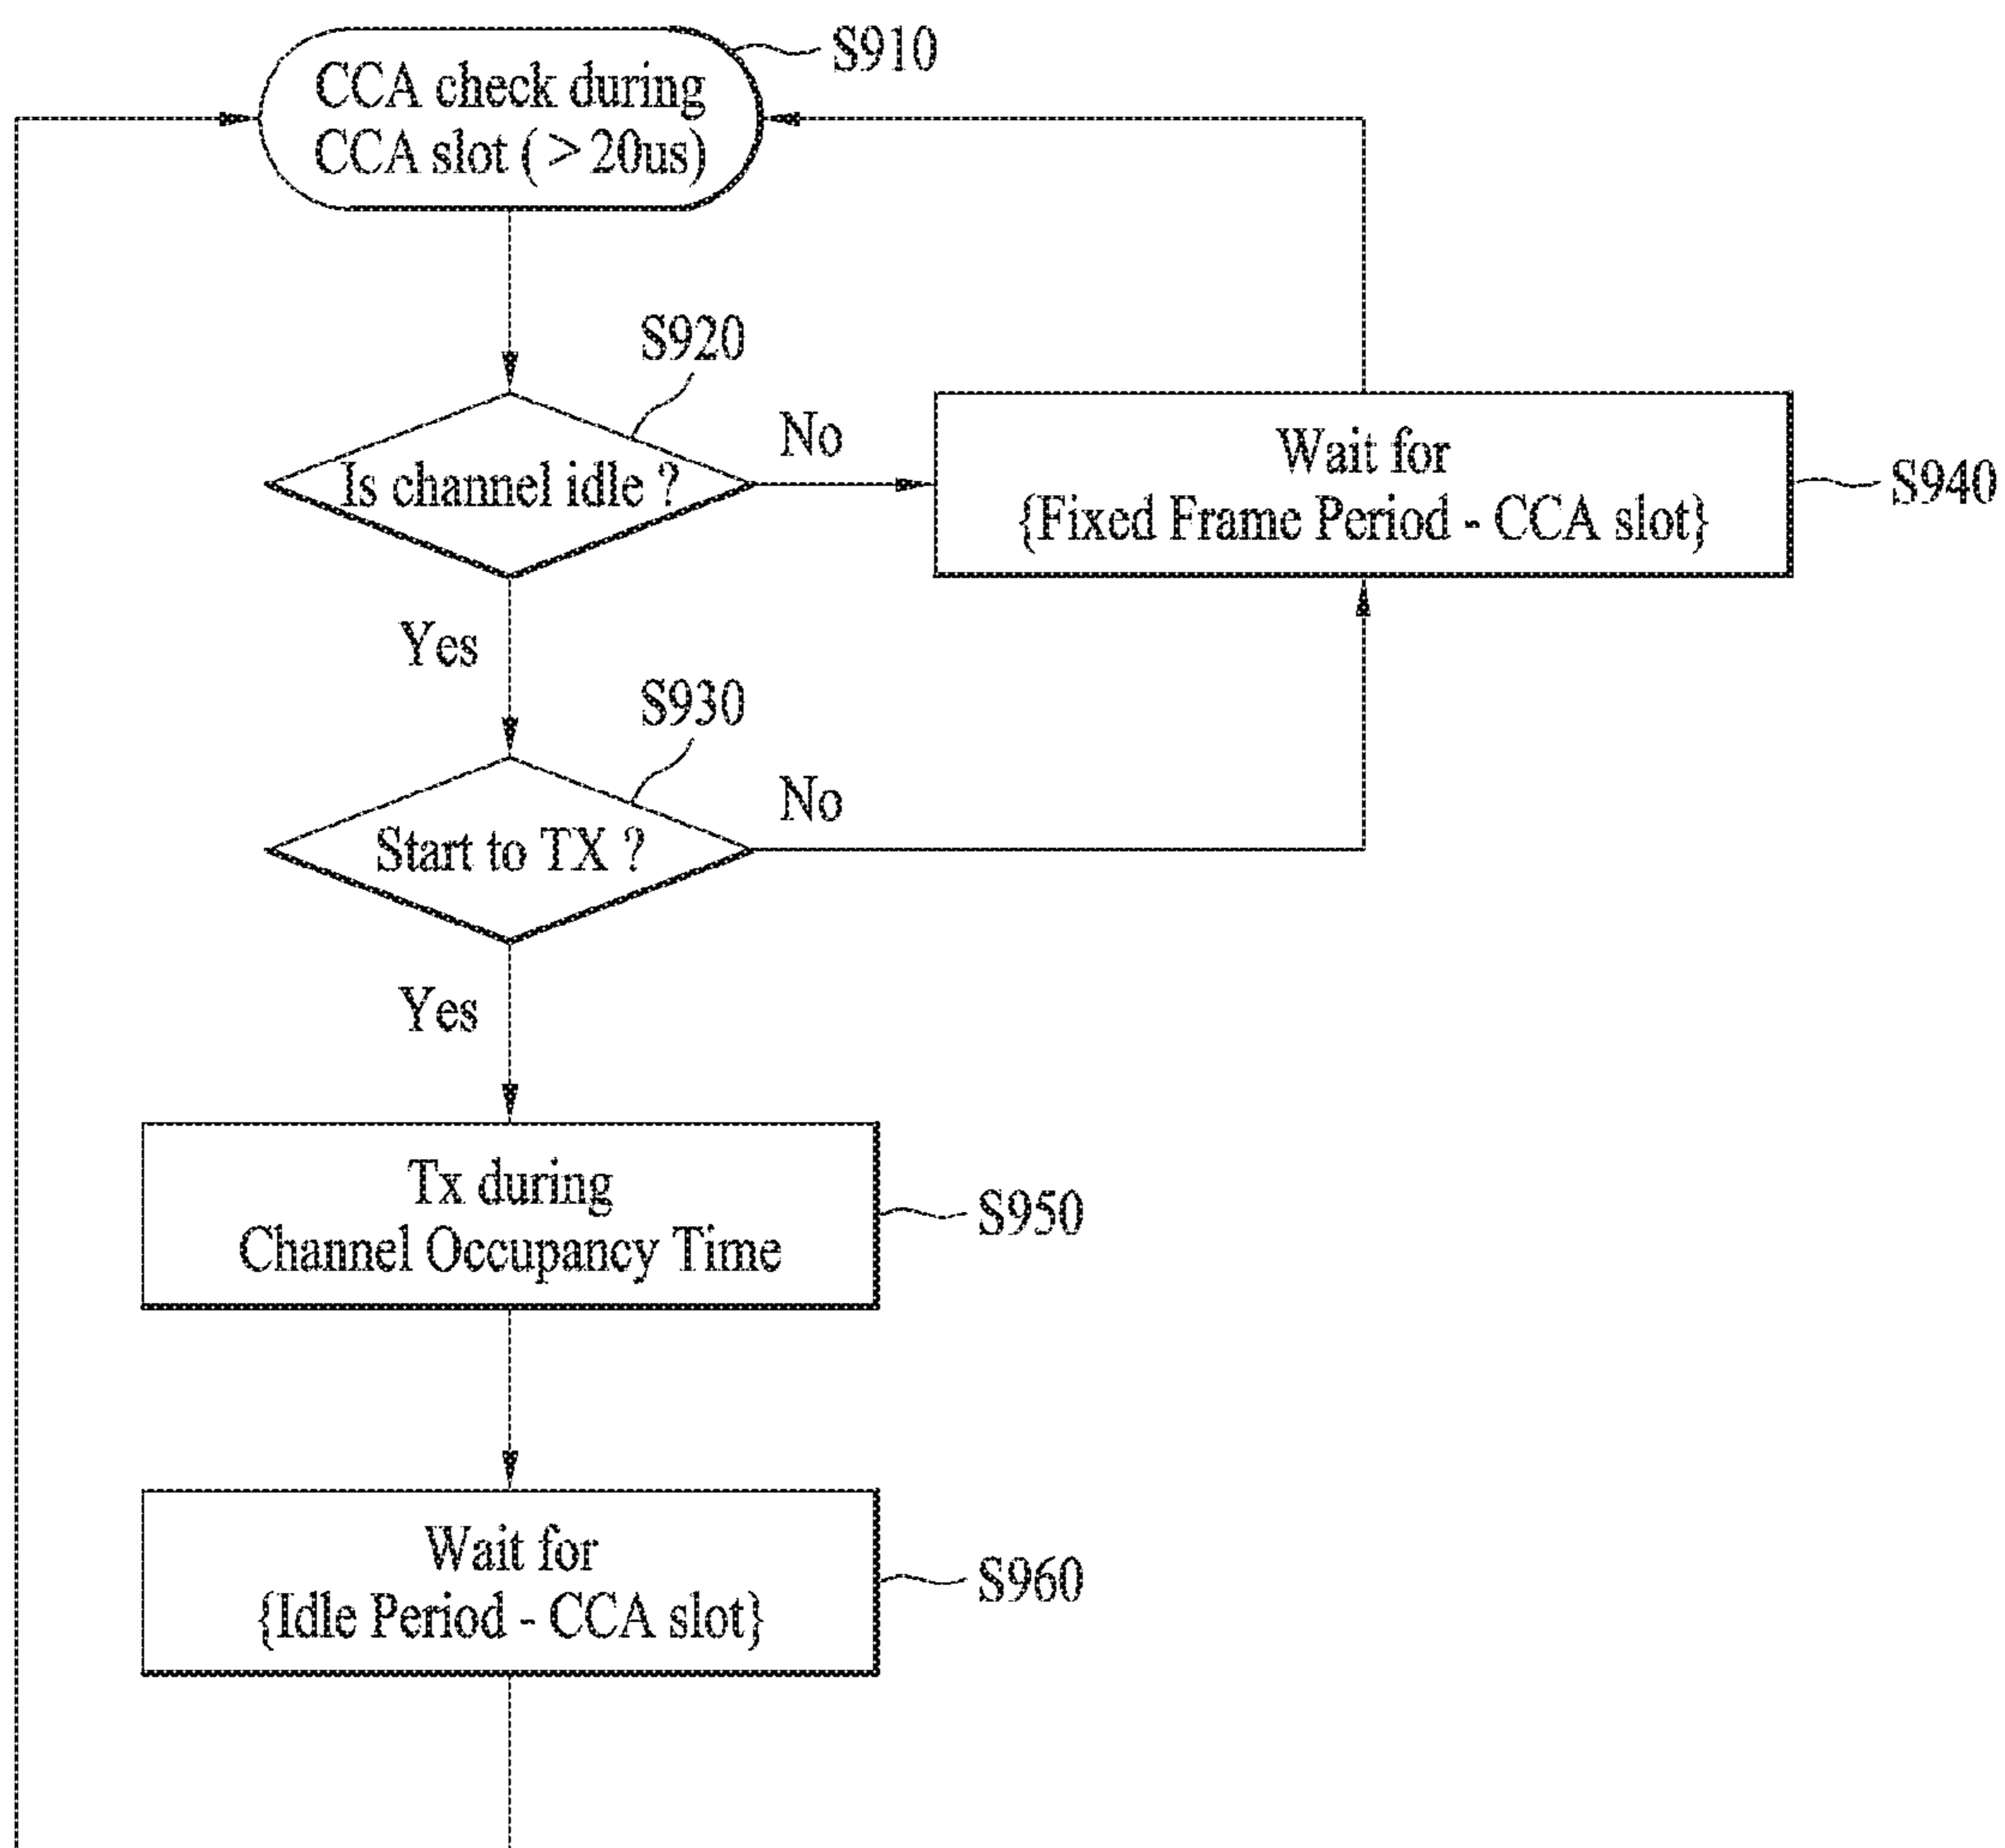 S910
CCA check during
CCA slot ( > 20us)
S920
Is channel idle ?
No
Wait for
{Fixed Frame Period - CCA slot}
S940
Yes
S930
Start to TX ?
No
Yes
Tx during
Channel Occupancy Time
S950
Wait for
{Idle Period - CCA slot}
S960